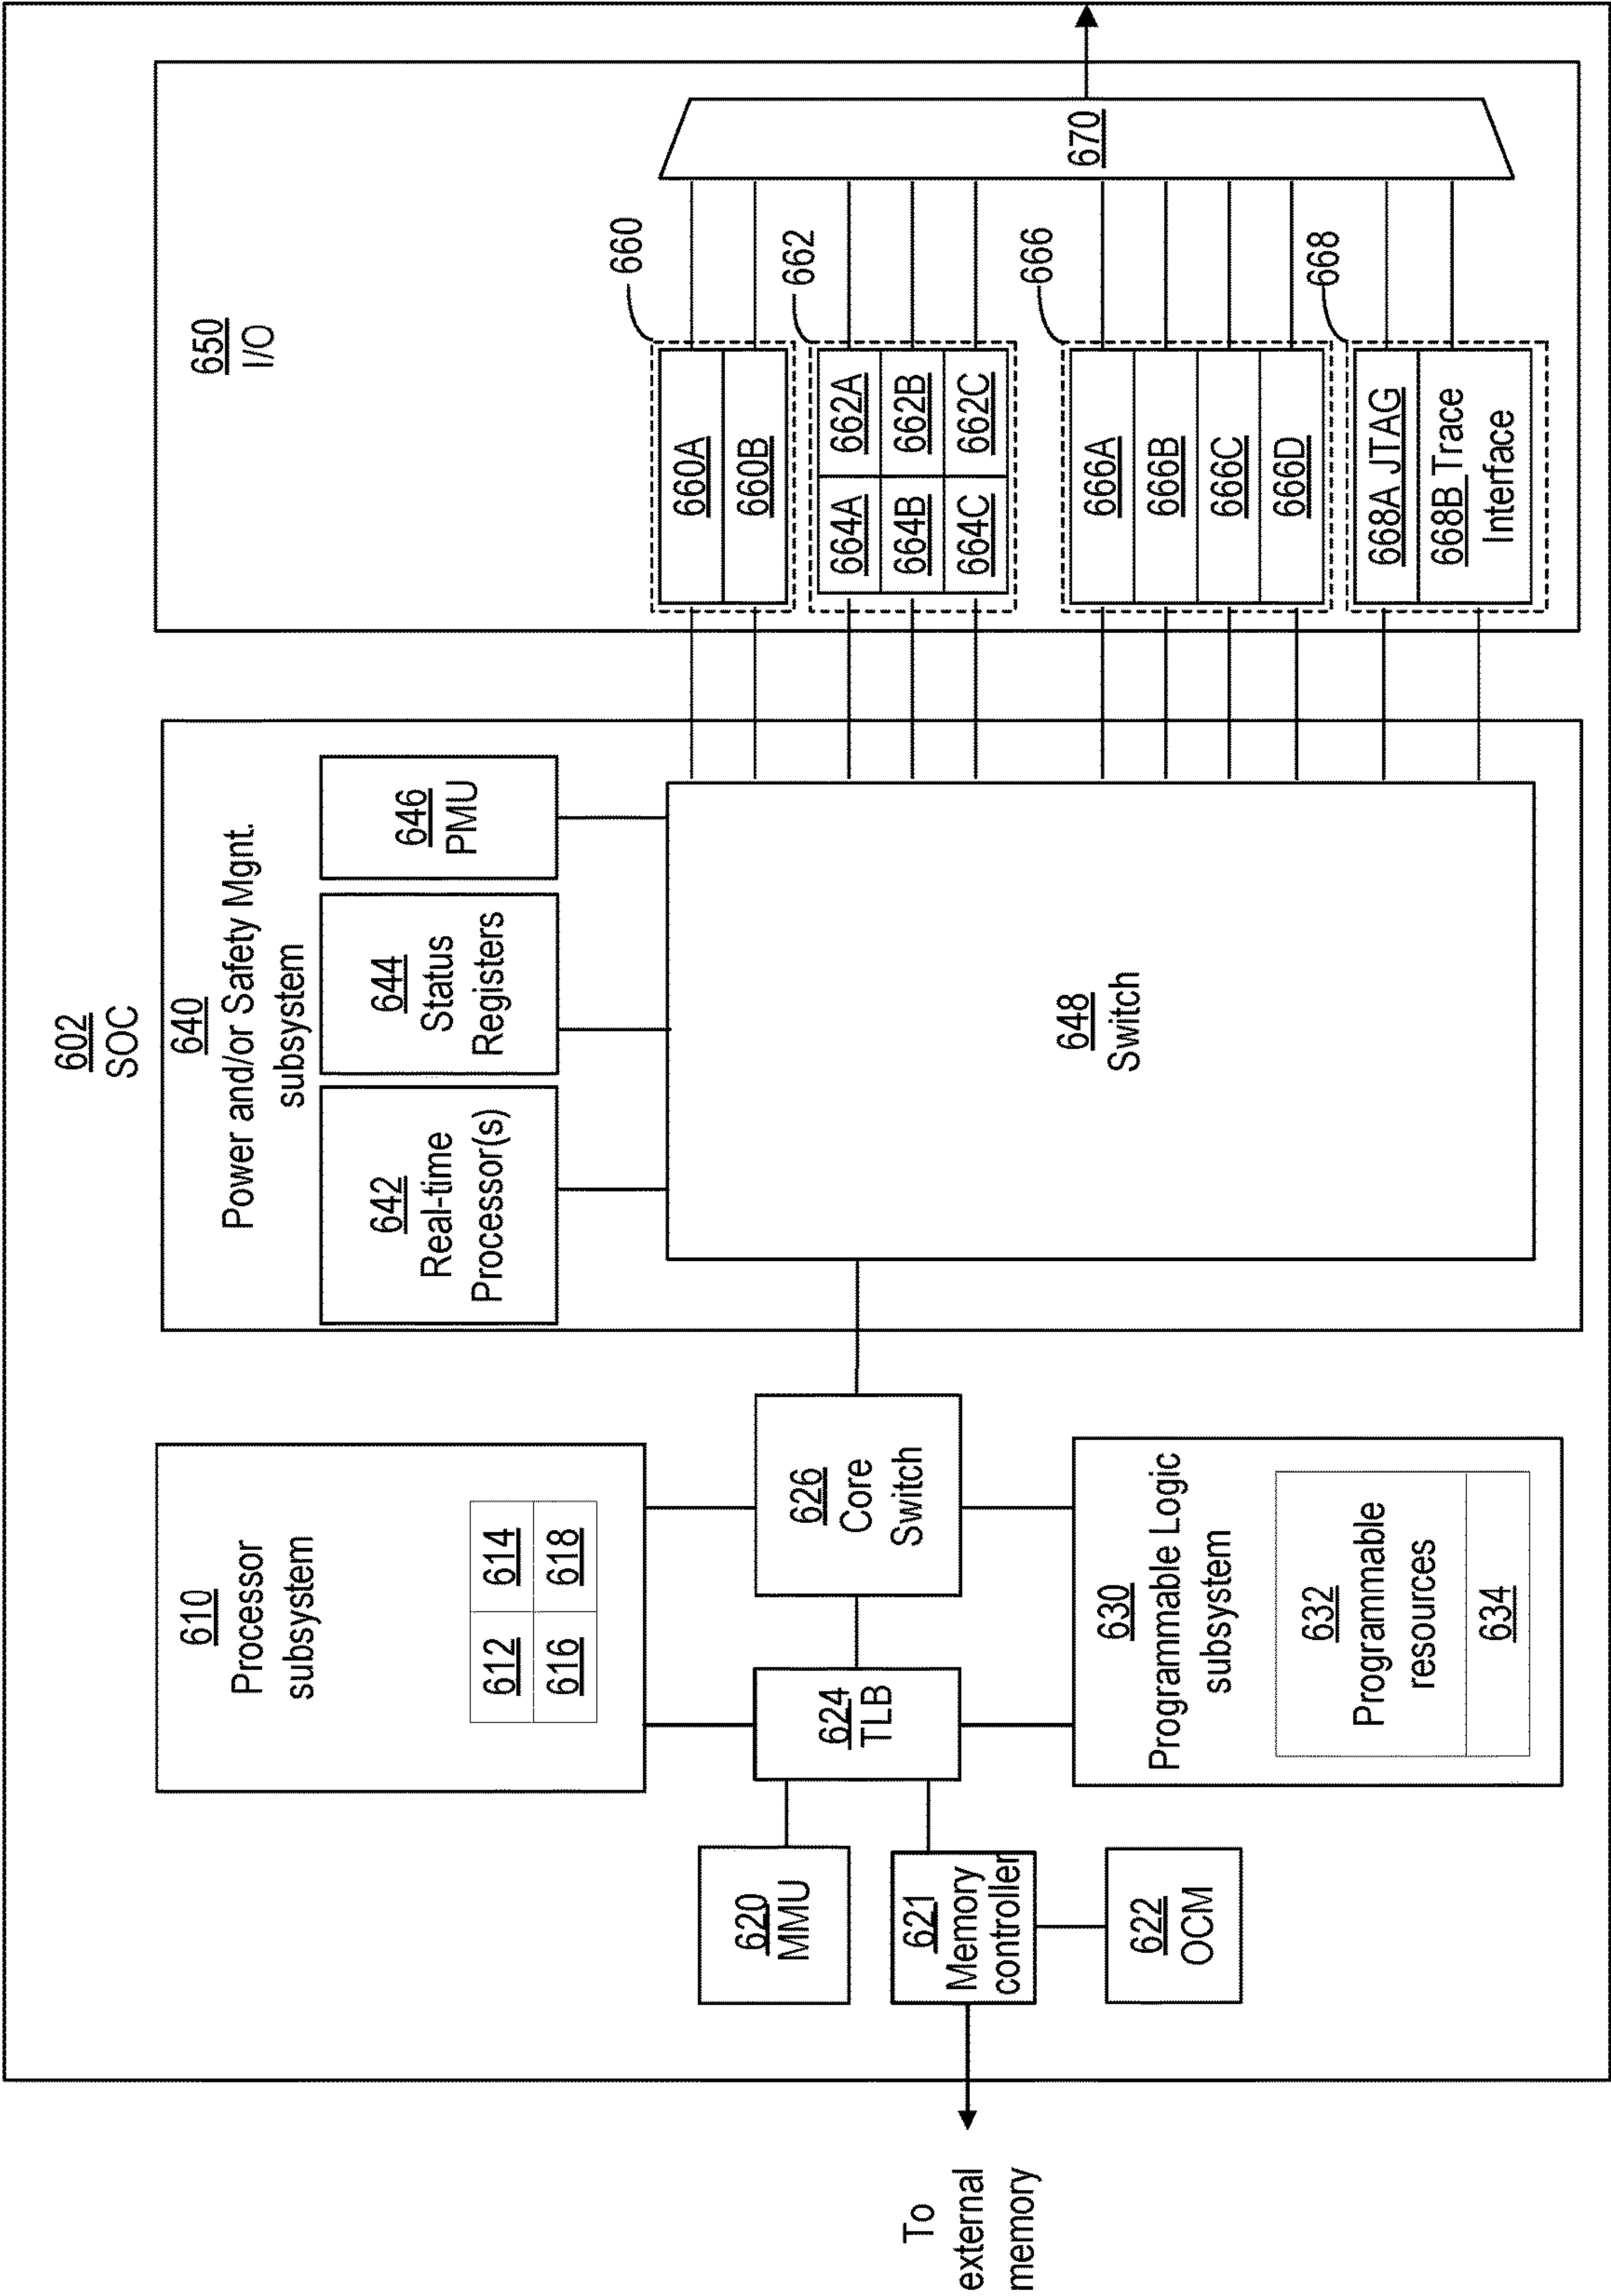 602
SOC
610
Processor
subsystem
612
614
616
618
620
MMU
624
TLB
626
Core
Switch
621
Memory
controller
622
OCM
To
external
memory
630
Programmable Logic
subsystem
632
Programmable
resources
634
640
Power and/or Safety Mgnt.
subsystem
642
Real-time
Processor(s)
644
Status
Registers
646
PMU
648
Switch
650
I/O
660
660A
660B
662
664A
662A
664B
662B
664C
662C
666
666A
666B
666C
666D
668
668A JTAG
668B Trace
Interface
670